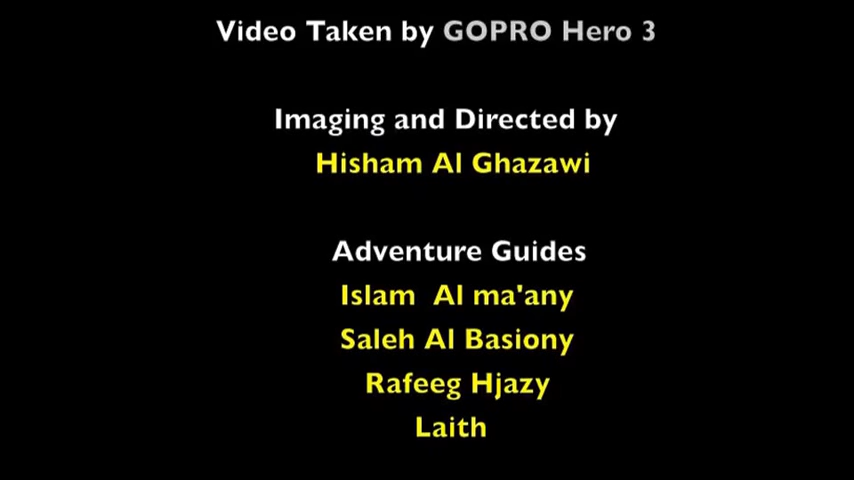 Video Taken by GOPRO Hero 3
Imaging and Directed by
Hisham Al Ghazawi
Adventure Guides
Islam  Al ma'any
Saleh Al Basiony
Rafeeg Hjazy
Laith